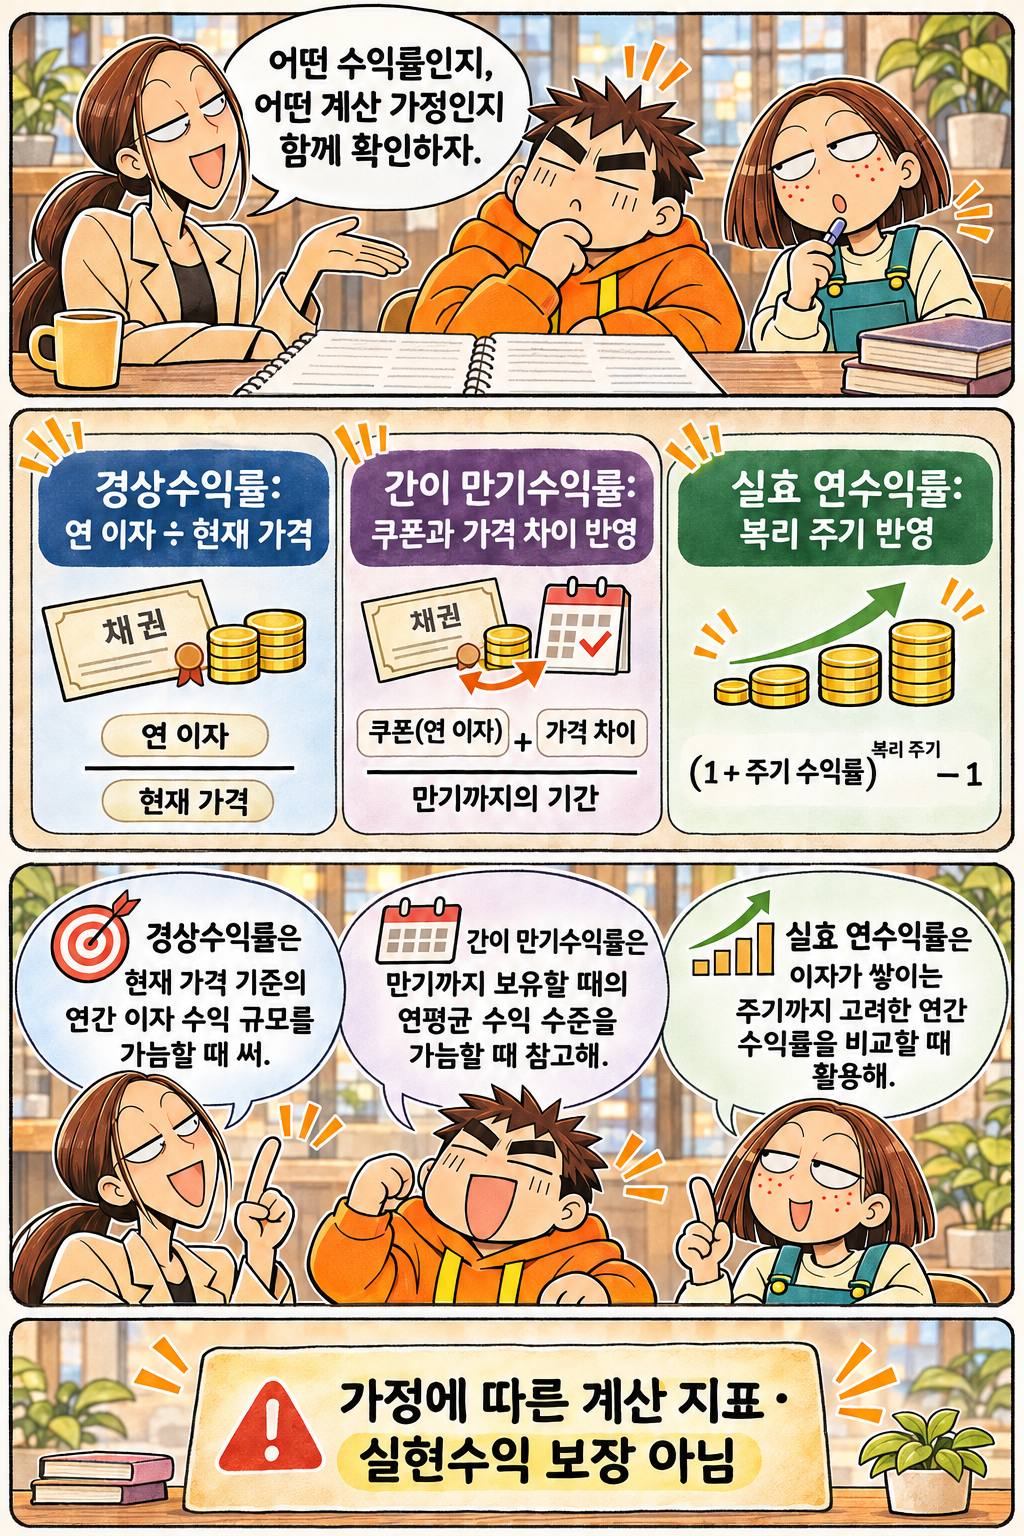 어떤 수익률인지,
어떤 계산 가정인지
함께 확인하자.
경상수익률:
연 이자 ÷ 현재 가격
채권
연 이자
현재 가격
간이 만기수익률:
쿠폰과 가격 차이 반영
채권
쿠폰(연 이자) + 가격 차이
만기까지의 기간
실효 연수익률:
복리 주기 반영
(1 + 주기 수익률)^복리 주기 − 1
경상수익률은
현재 가격 기준의
연간 이자 수익 규모를
가늠할 때 써.
간이 만기수익률은
만기까지 보유할 때의
연평균 수익 수준을
가늠할 때 참고해.
실효 연수익률은
이자가 쌓이는
주기까지 고려한 연간
수익률을 비교할 때
활용해.
가정에 따른 계산 지표 ·
실현수익 보장 아님